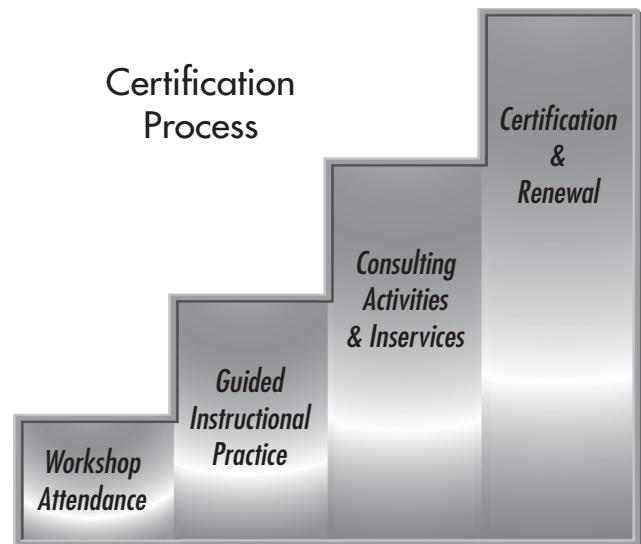 Certification
Process
Workshop
Attendance
Guided
Instructional
Practice
Consulting
Activities
& Inservices
Certification
&
Renewal